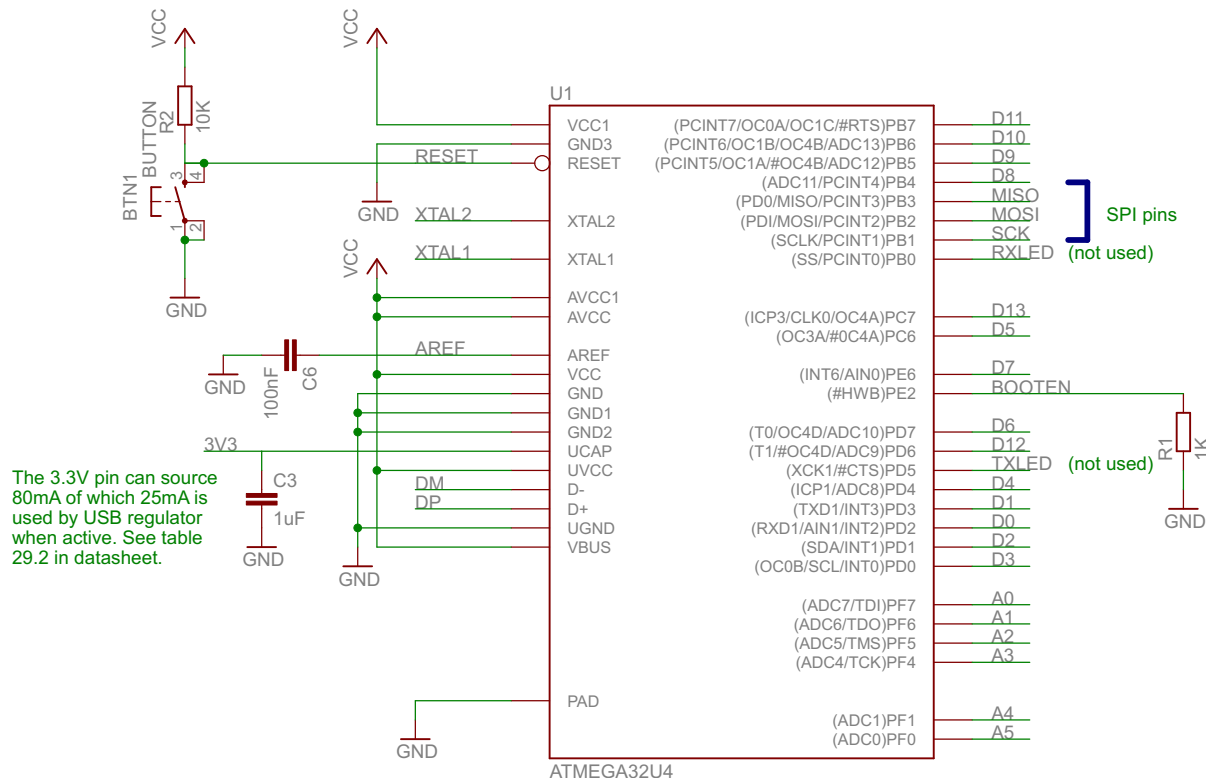 VCC
R2
10K
BUTTON
BTN1
3
4
1
2
GND
VCC
GND
RESET
XTAL2
XTAL1
VCC
AREF
GND
100nF
C6
3V3
C3
1uF
GND
The 3.3V pin can source
80mA of which 25mA is
used by USB regulator
when active. See table
29.2 in datasheet.
DM
DP
GND
GND
U1
VCC1
GND3
RESET
XTAL2
XTAL1
AVCC1
AVCC
AREF
VCC
GND
GND1
GND2
UCAP
UVCC
D-
D+
UGND
VBUS
PAD
(PCINT7/OC0A/OC1C/#RTS)PB7 D11
(PCINT6/OC1B/OC4B/ADC13)PB6 D10
(PCINT5/OC1A/#OC4B/ADC12)PB5 D9
(ADC11/PCINT4)PB4 D8
(PD0/MISO/PCINT3)PB3 MISO
(PDI/MOSI/PCINT2)PB2 MOSI
SPI pins
(SCLK/PCINT1)PB1 SCK
(SS/PCINT0)PB0 RXLED (not used)
(ICP3/CLK0/OC4A)PC7 D13
(OC3A/#0C4A)PC6 D5
(INT6/AIN0)PE6 D7
(#HWB)PE2 BOOTEN
(T0/OC4D/ADC10)PD7 D6
(T1/#OC4D/ADC9)PD6 D12
(XCK1/#CTS)PD5 TXLED (not used)
(ICP1/ADC8)PD4 D4
(TXD1/INT3)PD3 D1
(RXD1/AIN1/INT2)PD2 D0
(SDA/INT1)PD1 D2
(OC0B/SCL/INT0)PD0 D3
(ADC7/TDI)PF7 A0
(ADC6/TDO)PF6 A1
(ADC5/TMS)PF5 A2
(ADC4/TCK)PF4 A3
(ADC1)PF1 A4
(ADC0)PF0 A5
R1
1K
GND
ATMEGA32U4